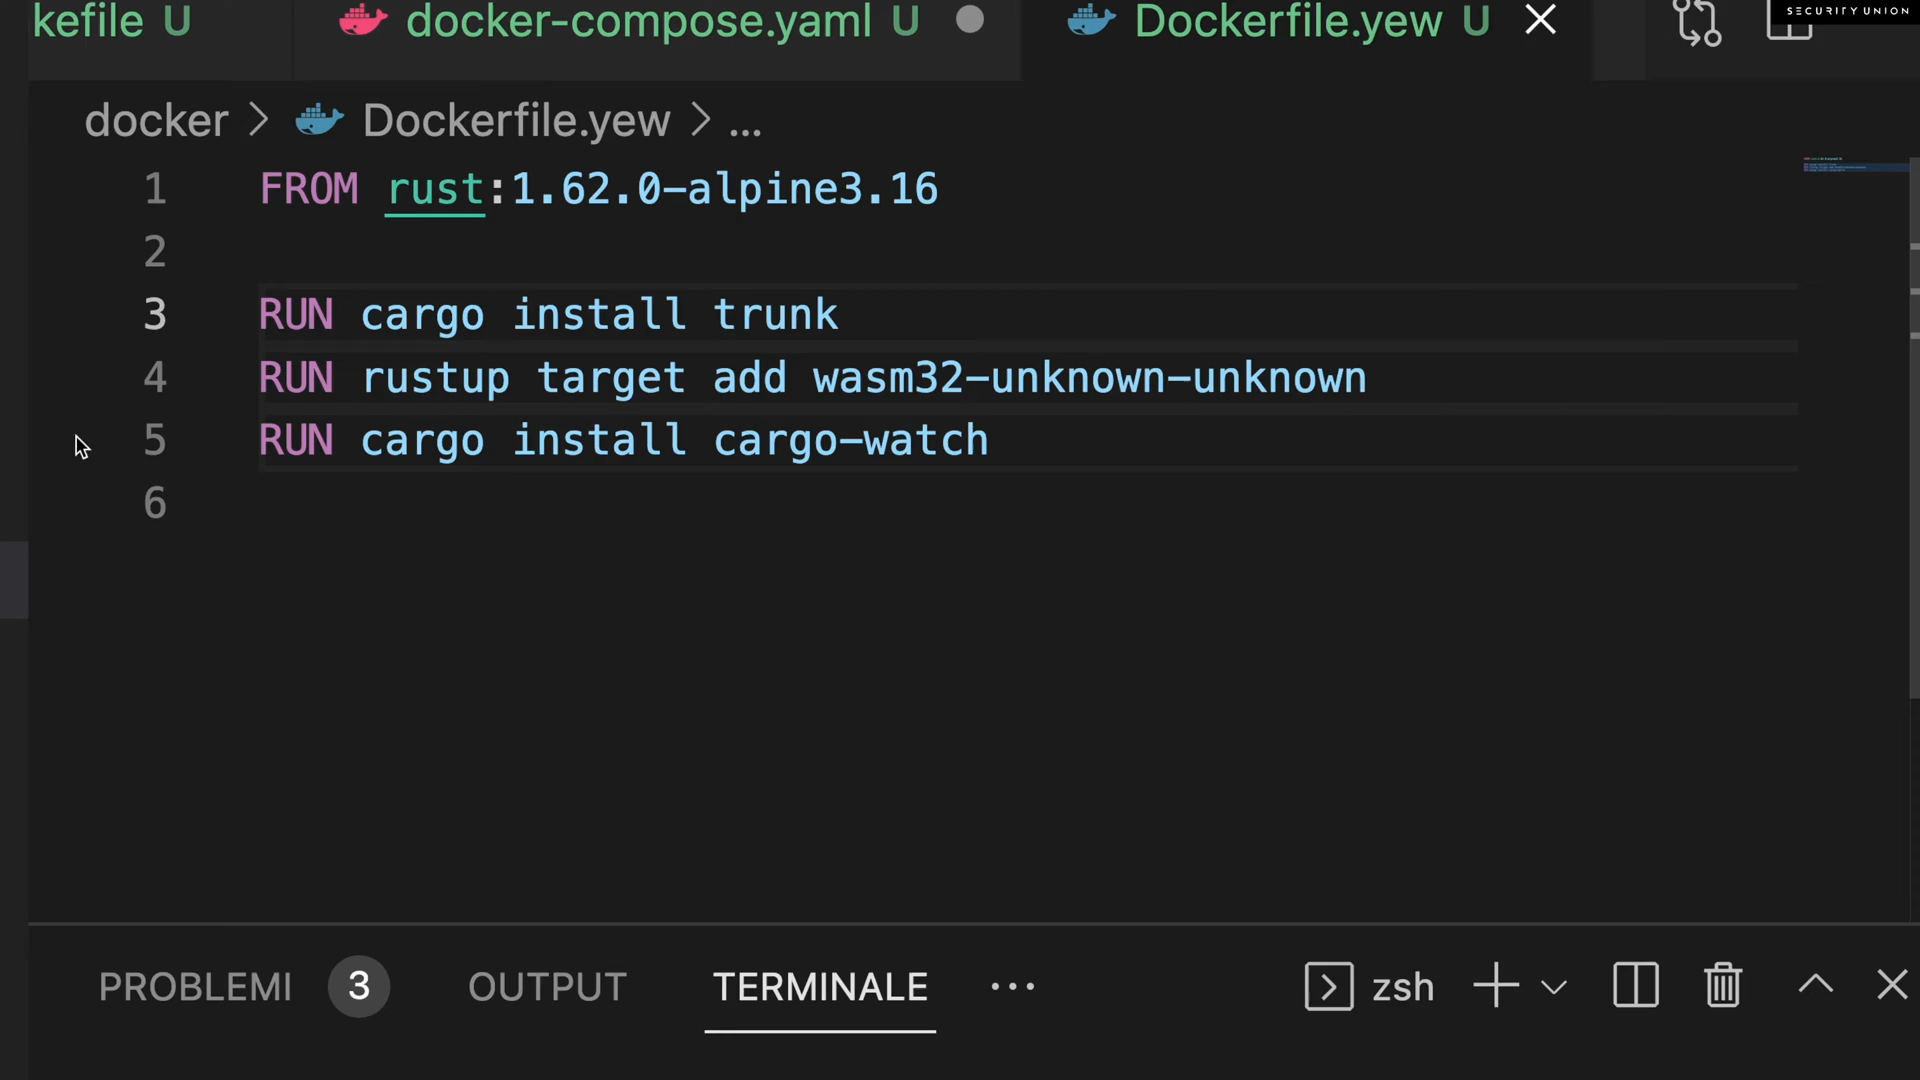 kefile U docker-compose.yaml U Dockerfile.yew U SECURITY UNION
docker > Dockerfile.yew > ...
1 FROM rust:1.62.0-alpine3.16
2
3 RUN cargo install trunk
4 RUN rustup target add wasm32-unknown-unknown
5 RUN cargo install cargo-watch
6
PROBLEMI 3 OUTPUT TERMINALE ... zsh